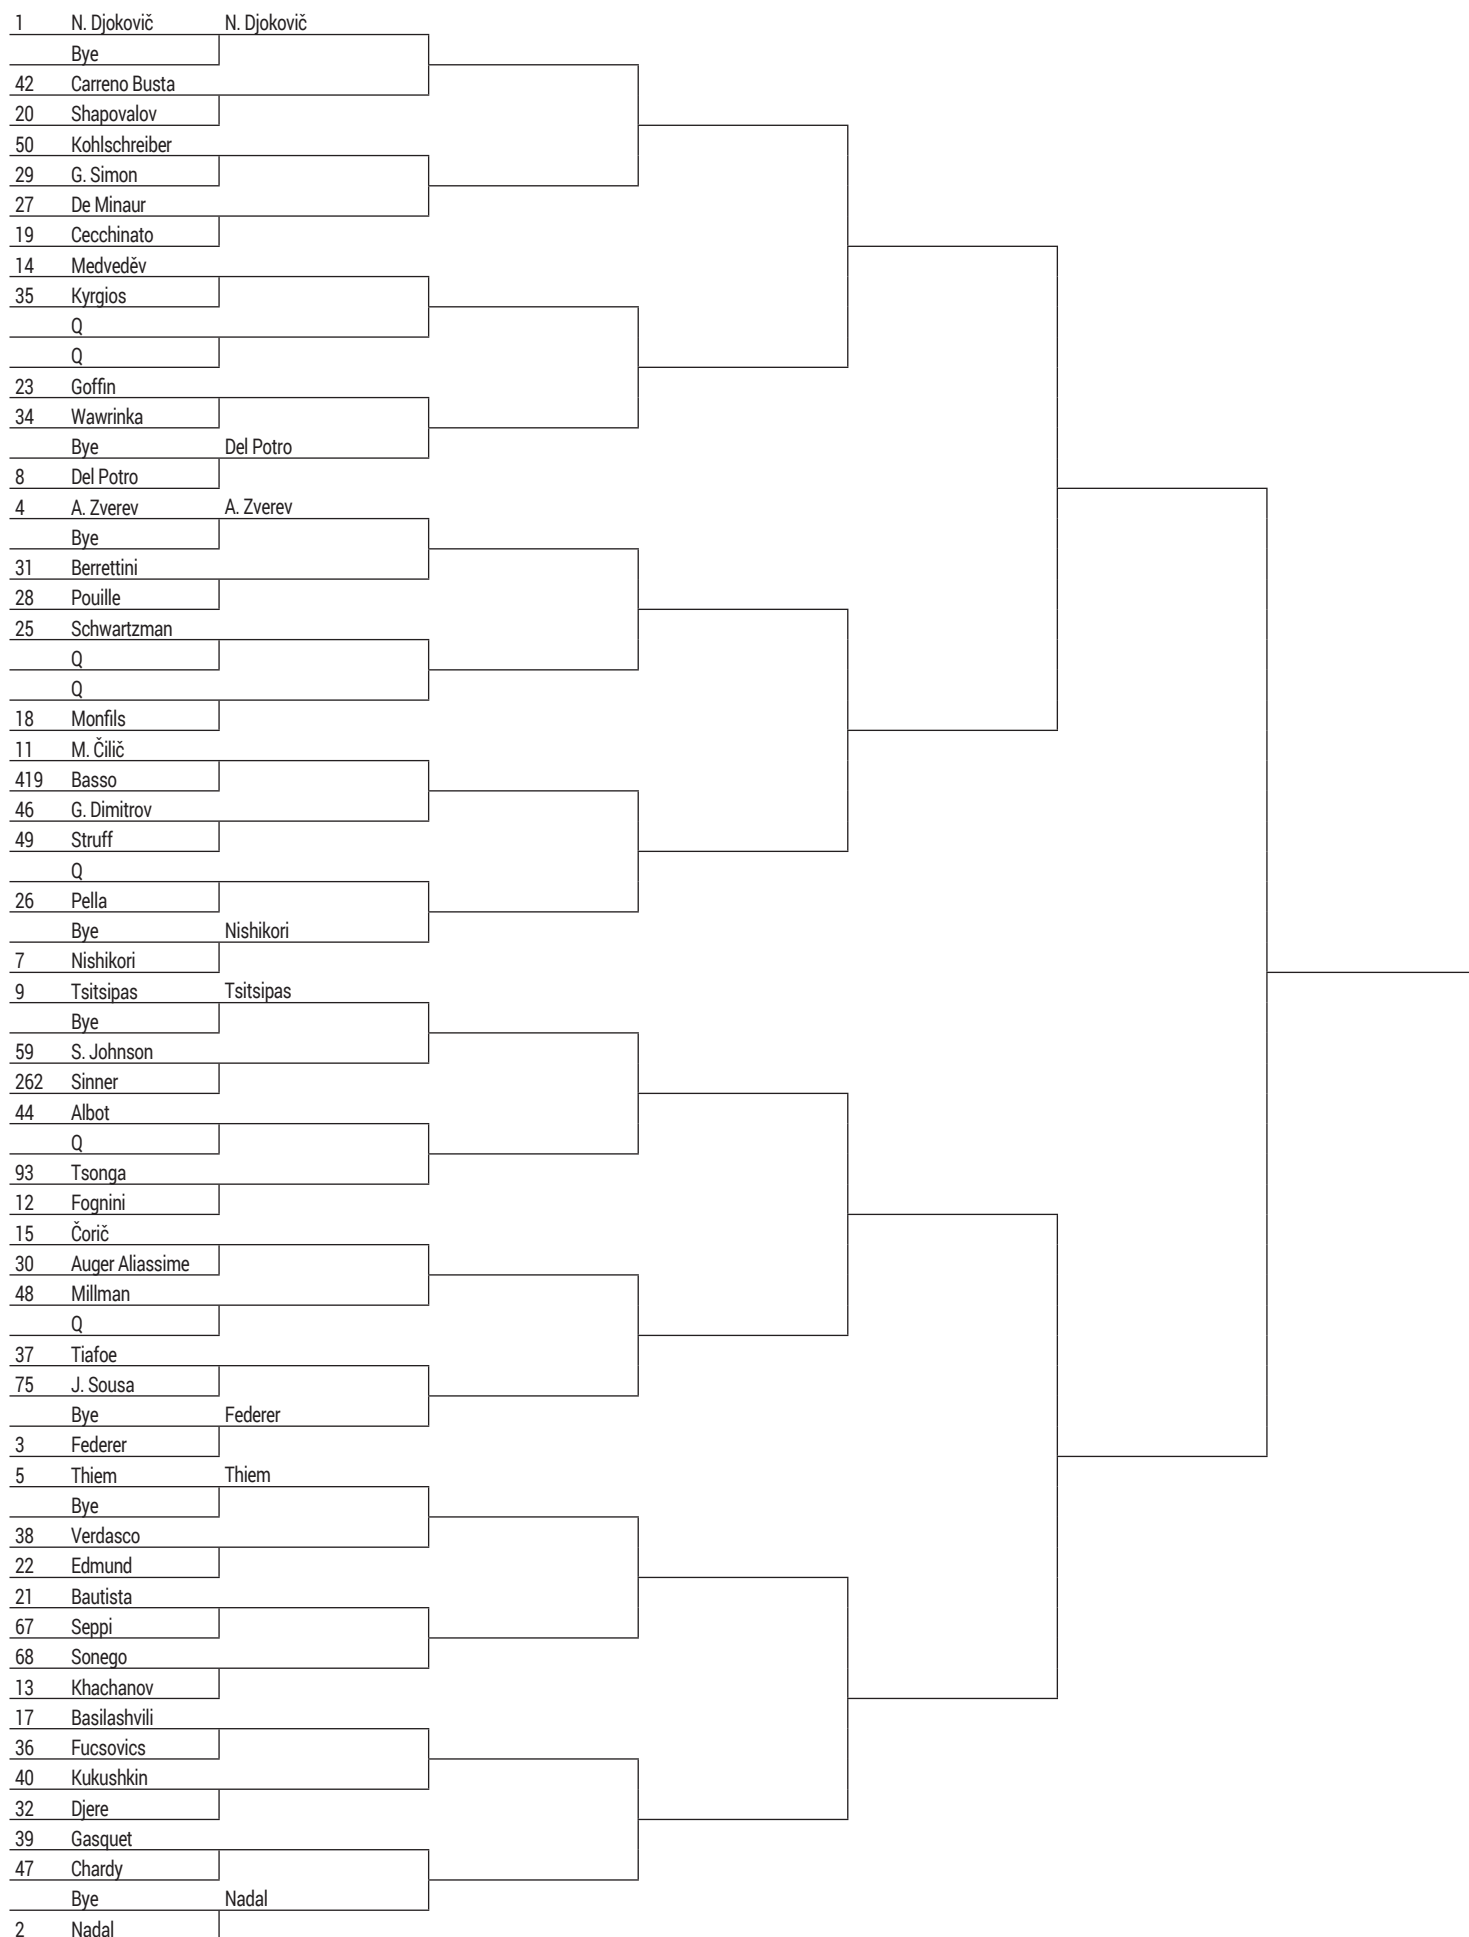 1 N. Djokovič N. Djokovič
Bye
42 Carreno Busta
20 Shapovalov
50 Kohlschreiber
29 G. Simon
27 De Minaur
19 Cecchinato
14 Medveděv
35 Kyrgios
Q
Q
23 Goffin
34 Wawrinka
Bye Del Potro
8 Del Potro
4 A. Zverev A. Zverev
Bye
31 Berrettini
28 Pouille
25 Schwartzman
Q
Q
18 Monfils
11 M. Čilič
419 Basso
46 G. Dimitrov
49 Struff
Q
26 Pella
Bye Nishikori
7 Nishikori
9 Tsitsipas Tsitsipas
Bye
59 S. Johnson
262 Sinner
44 Albot
Q
93 Tsonga
12 Fognini
15 Čorič
30 Auger Aliassime
48 Millman
Q
37 Tiafoe
75 J. Sousa
Bye Federer
3 Federer
5 Thiem Thiem
Bye
38 Verdasco
22 Edmund
21 Bautista
67 Seppi
68 Sonego
13 Khachanov
17 Basilashvili
36 Fucsovics
40 Kukushkin
32 Djere
39 Gasquet
47 Chardy
Bye Nadal
2 Nadal